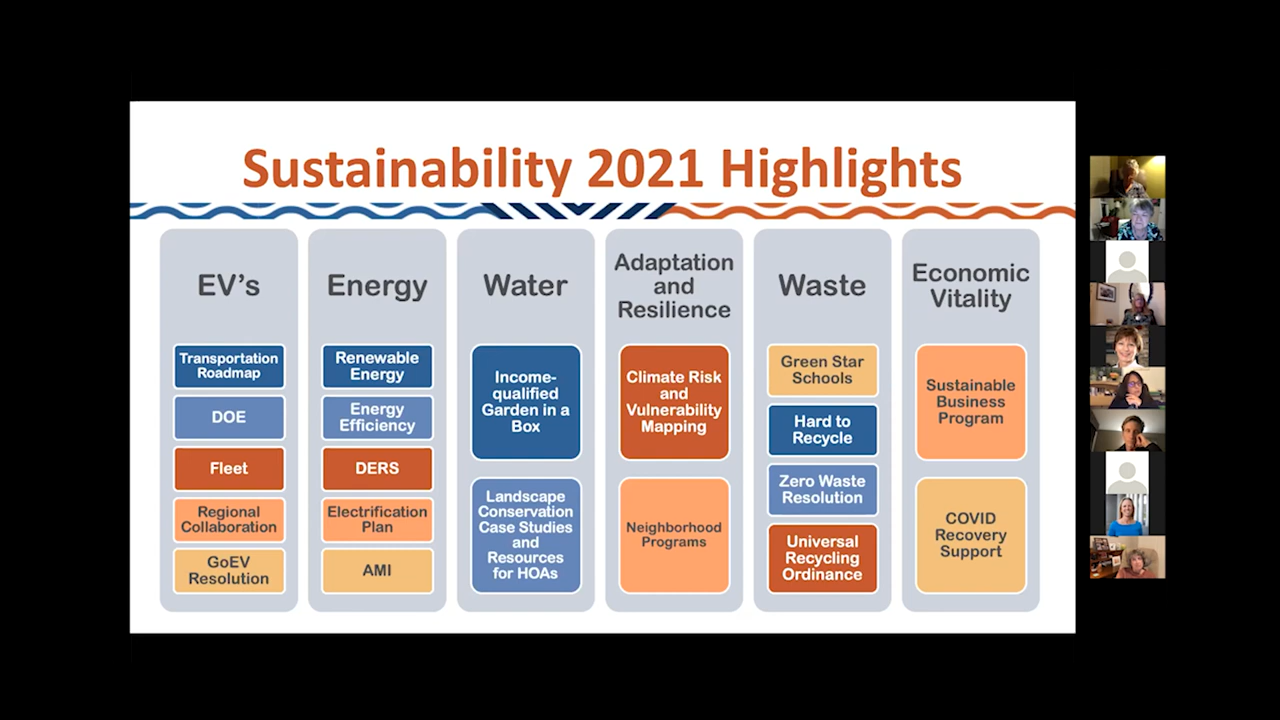 Sustainability 2021 Highlights
EV's
Transportation
Roadmap
DOE
Fleet
Regional
Collaboration
GoEV
Resolution
Energy
Renewable
Energy
Energy
Efficiency
DERS
Electrification
Plan
AMI
Water
Income-
qualified
Garden in a
Box
Landscape
Conservation
Case Studies
and
Resources
for HOAs
Adaptation
and
Resilience
Climate Risk
and
Vulnerability
Mapping
Neighborhood
Programs
Waste
Green Star
Schools
Hard to
Recycle
Zero Waste
Resolution
Universal
Recycling
Ordinance
Economic
Vitality
Sustainable
Business
Program
COVID
Recovery
Support